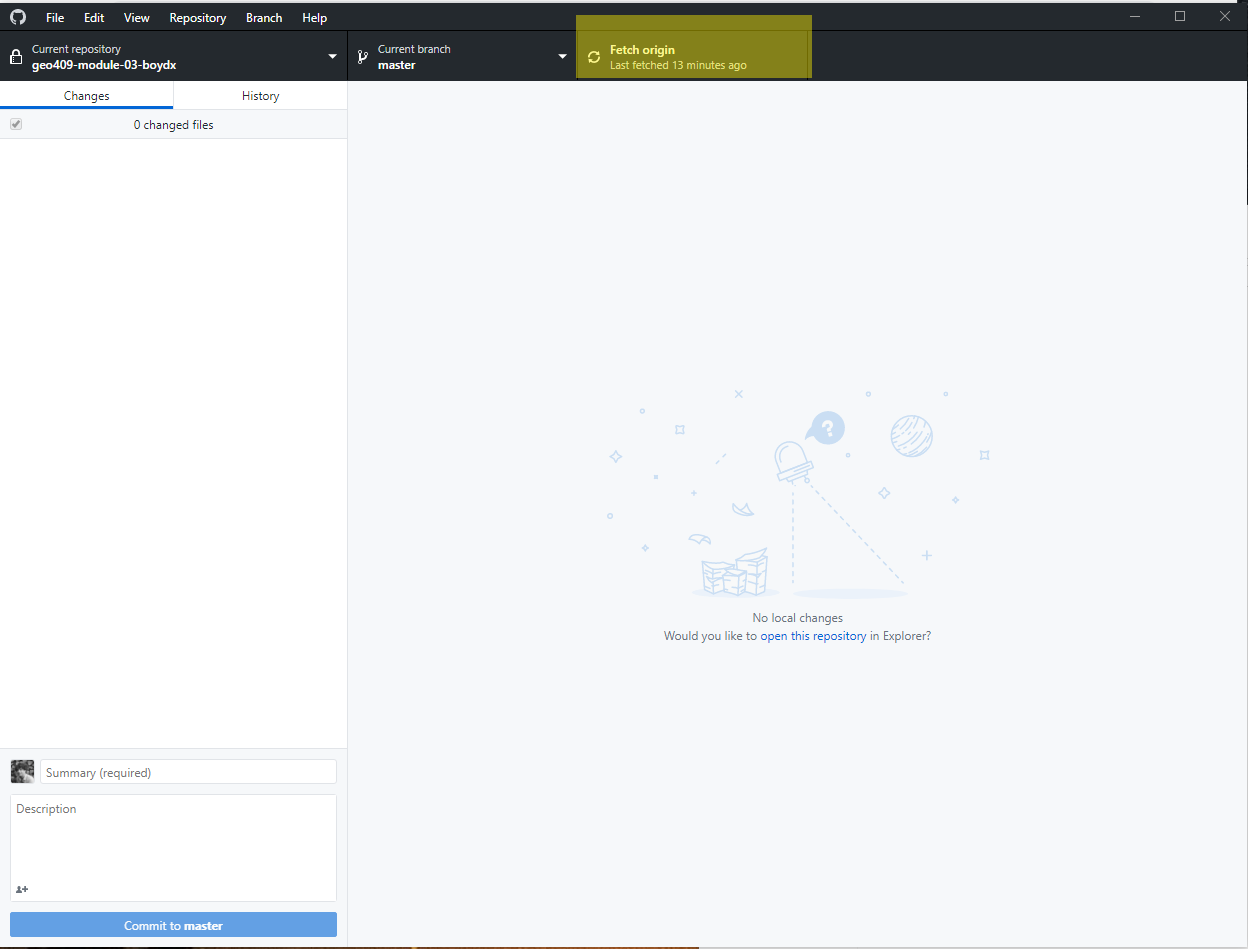 File Edit View Repository Branch Help
Current repository
geo409-module-03-boydx
Current branch
master
Fetch origin
Last fetched 13 minutes ago
Changes History
0 changed files
?
No local changes
Would you like to open this repository in Explorer?
Summary (required)
Description
Commit to master